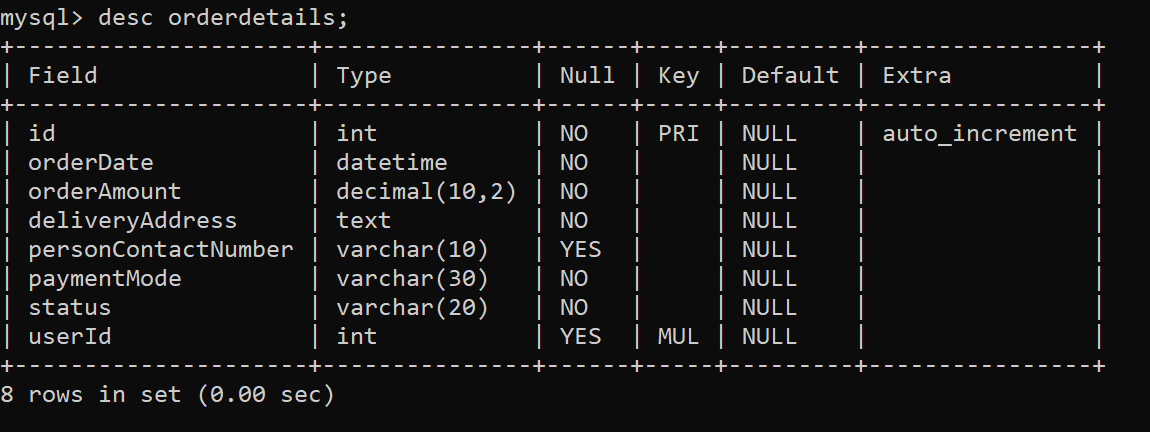 mysql> desc orderdetails;
+---------------------+---------------+------+-----+---------+----------------+
| Field               | Type          | Null | Key | Default | Extra          |
+---------------------+---------------+------+-----+---------+----------------+
| id                  | int           | NO   | PRI | NULL    | auto_increment |
| orderDate           | datetime      | NO   |     | NULL    |                |
| orderAmount         | decimal(10,2) | NO   |     | NULL    |                |
| deliveryAddress     | text          | NO   |     | NULL    |                |
| personContactNumber | varchar(10)   | YES  |     | NULL    |                |
| paymentMode         | varchar(30)   | NO   |     | NULL    |                |
| status              | varchar(20)   | NO   |     | NULL    |                |
| userId              | int           | YES  | MUL | NULL    |                |
+---------------------+---------------+------+-----+---------+----------------+
8 rows in set (0.00 sec)